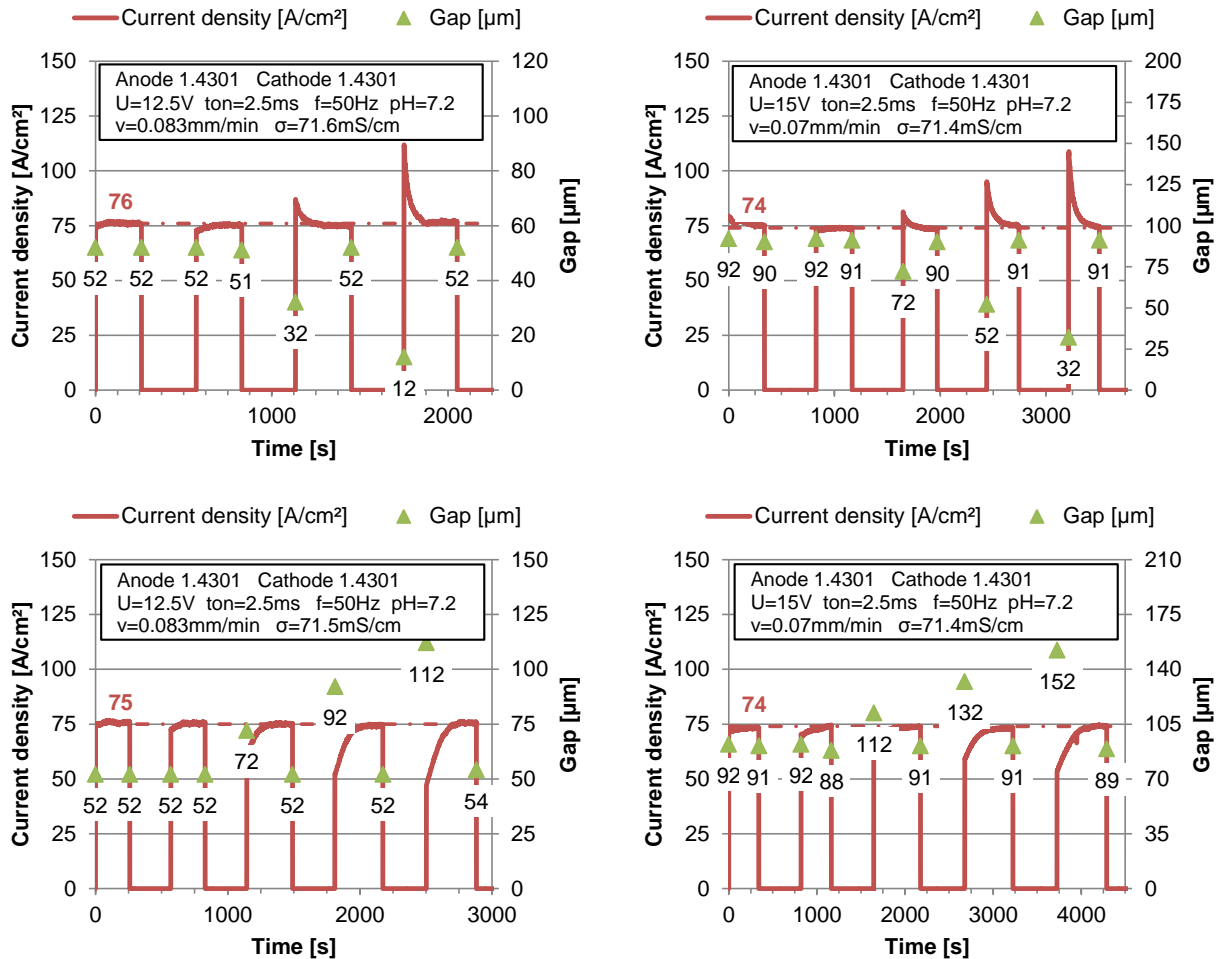 Current density [A/cm²] Gap [µm]
150 120
Anode 1.4301 Cathode 1.4301
U=12.5V ton=2.5ms f=50Hz pH=7.2
v=0.083mm/min σ=71.6mS/cm
125 100
100 80
76
75 60
52 52 52 51 52 52
50 40
32
25 20
12
0 0
0 1000 2000
Current density [A/cm²]
Gap [µm]
Time [s]
Current density [A/cm²] Gap [µm]
150 200
Anode 1.4301 Cathode 1.4301
U=15V ton=2.5ms f=50Hz pH=7.2
v=0.07mm/min σ=71.4mS/cm
125 175
150
100 125
74
75 100
92 90 92 91 90 91 91
50 75
72
52
25 50
32
25
0 0
0 1000 2000 3000
Current density [A/cm²]
Gap [µm]
Time [s]
Current density [A/cm²] Gap [µm]
150 150
Anode 1.4301 Cathode 1.4301
U=12.5V ton=2.5ms f=50Hz pH=7.2
v=0.083mm/min σ=71.5mS/cm
125 125
100 100
112
75
92
75 75
72
50 50
52 52 52 52 52 52 54
25 25
0 0
0 1000 2000 3000
Current density [A/cm²]
Gap [µm]
Time [s]
Current density [A/cm²] Gap [µm]
150 210
Anode 1.4301 Cathode 1.4301
U=15V ton=2.5ms f=50Hz pH=7.2
v=0.07mm/min σ=71.4mS/cm
125 175
100 140
152
74
132
112
75 105
92 91 92 88 91 91 89
50 70
25 35
0 0
0 1000 2000 3000 4000
Current density [A/cm²]
Gap [µm]
Time [s]